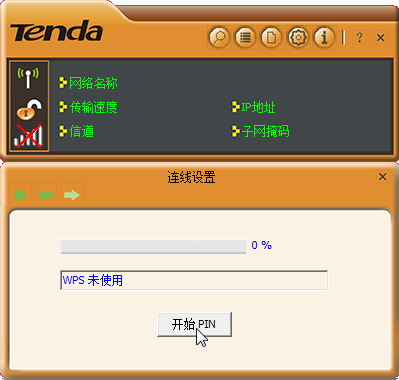 Tenda
? ×
网络名称
传输速度 IP地址
信道 子网掩码
连线设置 ×
0 %
WPS 未使用
开始 PIN